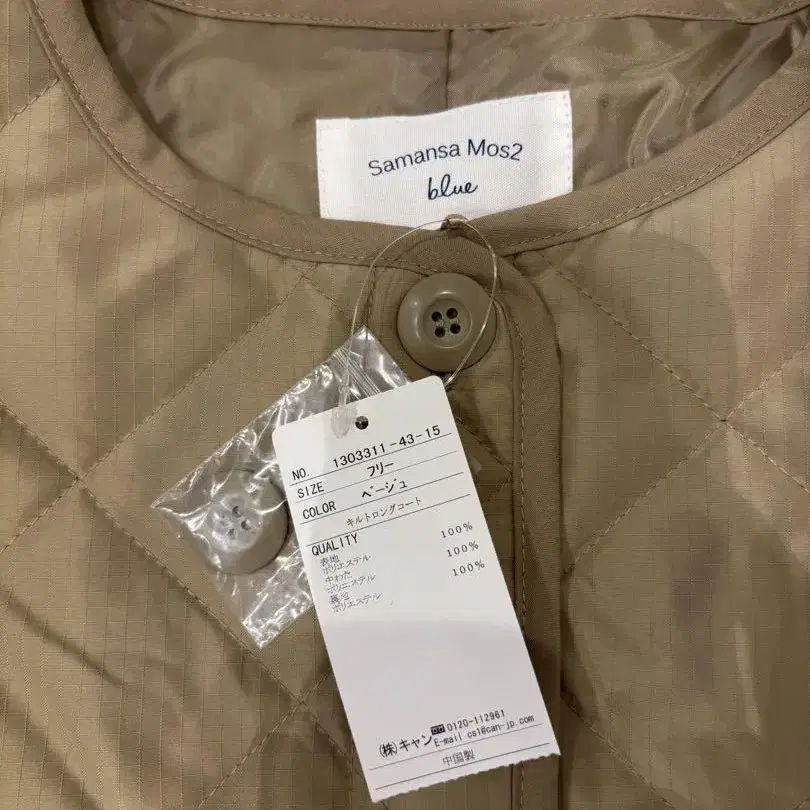 Samansa Mos2
blue
NO. 1303311-43-15
SIZE フリー
COLOR ベージュ
キルトロングコート
QUALITY
表地
ポリエステル 100%
中わた
ポリエステル 100%
裏地
ポリエステル 100%
(株)キャン 0120-112961
E-mail cs1@can-jp.com
中国製